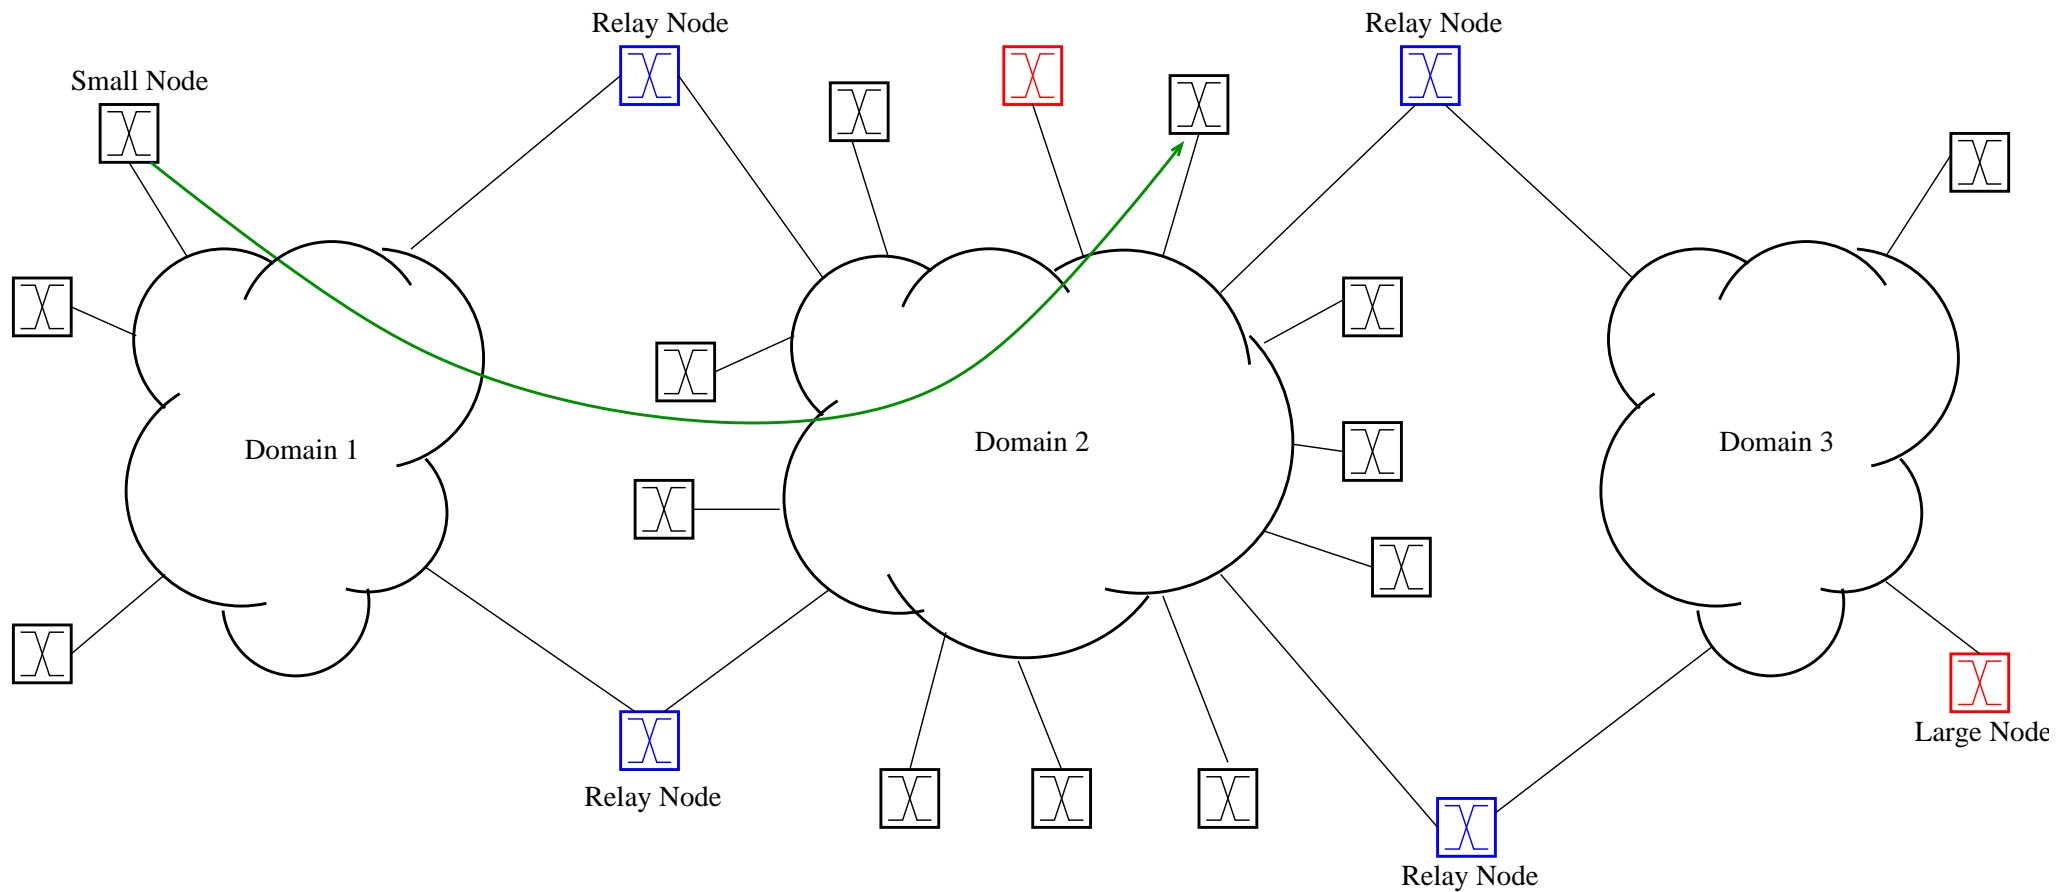 Relay Node
Relay Node
Small Node
Domain 1
Domain 2
Domain 3
Large Node
Relay Node
Relay Node